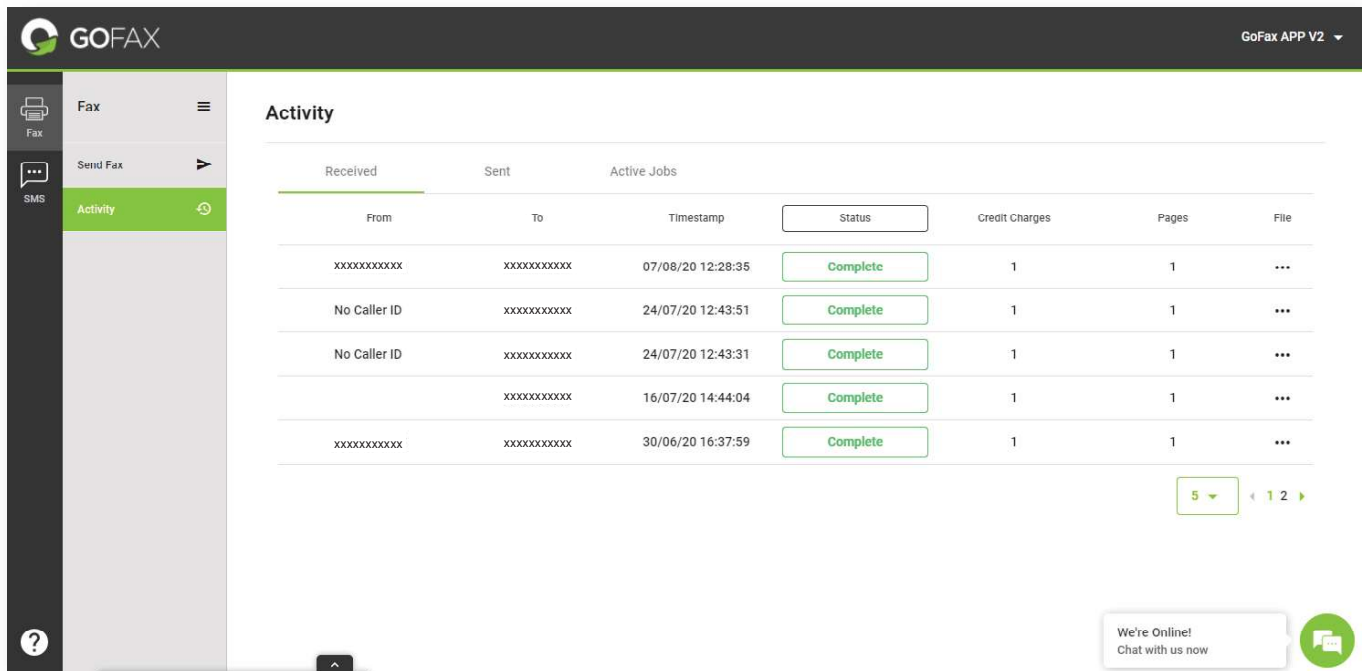 GOFAX
GoFax APP V2
Fax
Fax
Activity
Send Fax
Received Sent Active Jobs
SMS
Activity
From To Timestamp Status Credit Charges Pages File
xxxxxxxxxxx xxxxxxxxxxx 07/08/20 12:28:35 Complete 1 1 ...
No Caller ID xxxxxxxxxxx 24/07/20 12:43:51 Complete 1 1 ...
No Caller ID xxxxxxxxxxx 24/07/20 12:43:31 Complete 1 1 ...
xxxxxxxxxxx 16/07/20 14:44:04 Complete 1 1 ...
xxxxxxxxxxx xxxxxxxxxxx 30/06/20 16:37:59 Complete 1 1 ...
5 1 2
We're Online!
Chat with us now
?